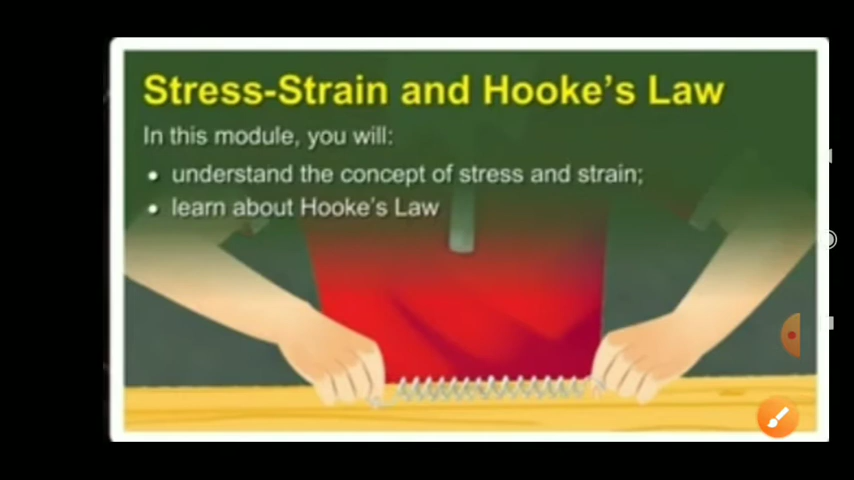 Stress-Strain and Hooke's Law
In this module, you will:
• understand the concept of stress and strain;
• learn about Hooke's Law